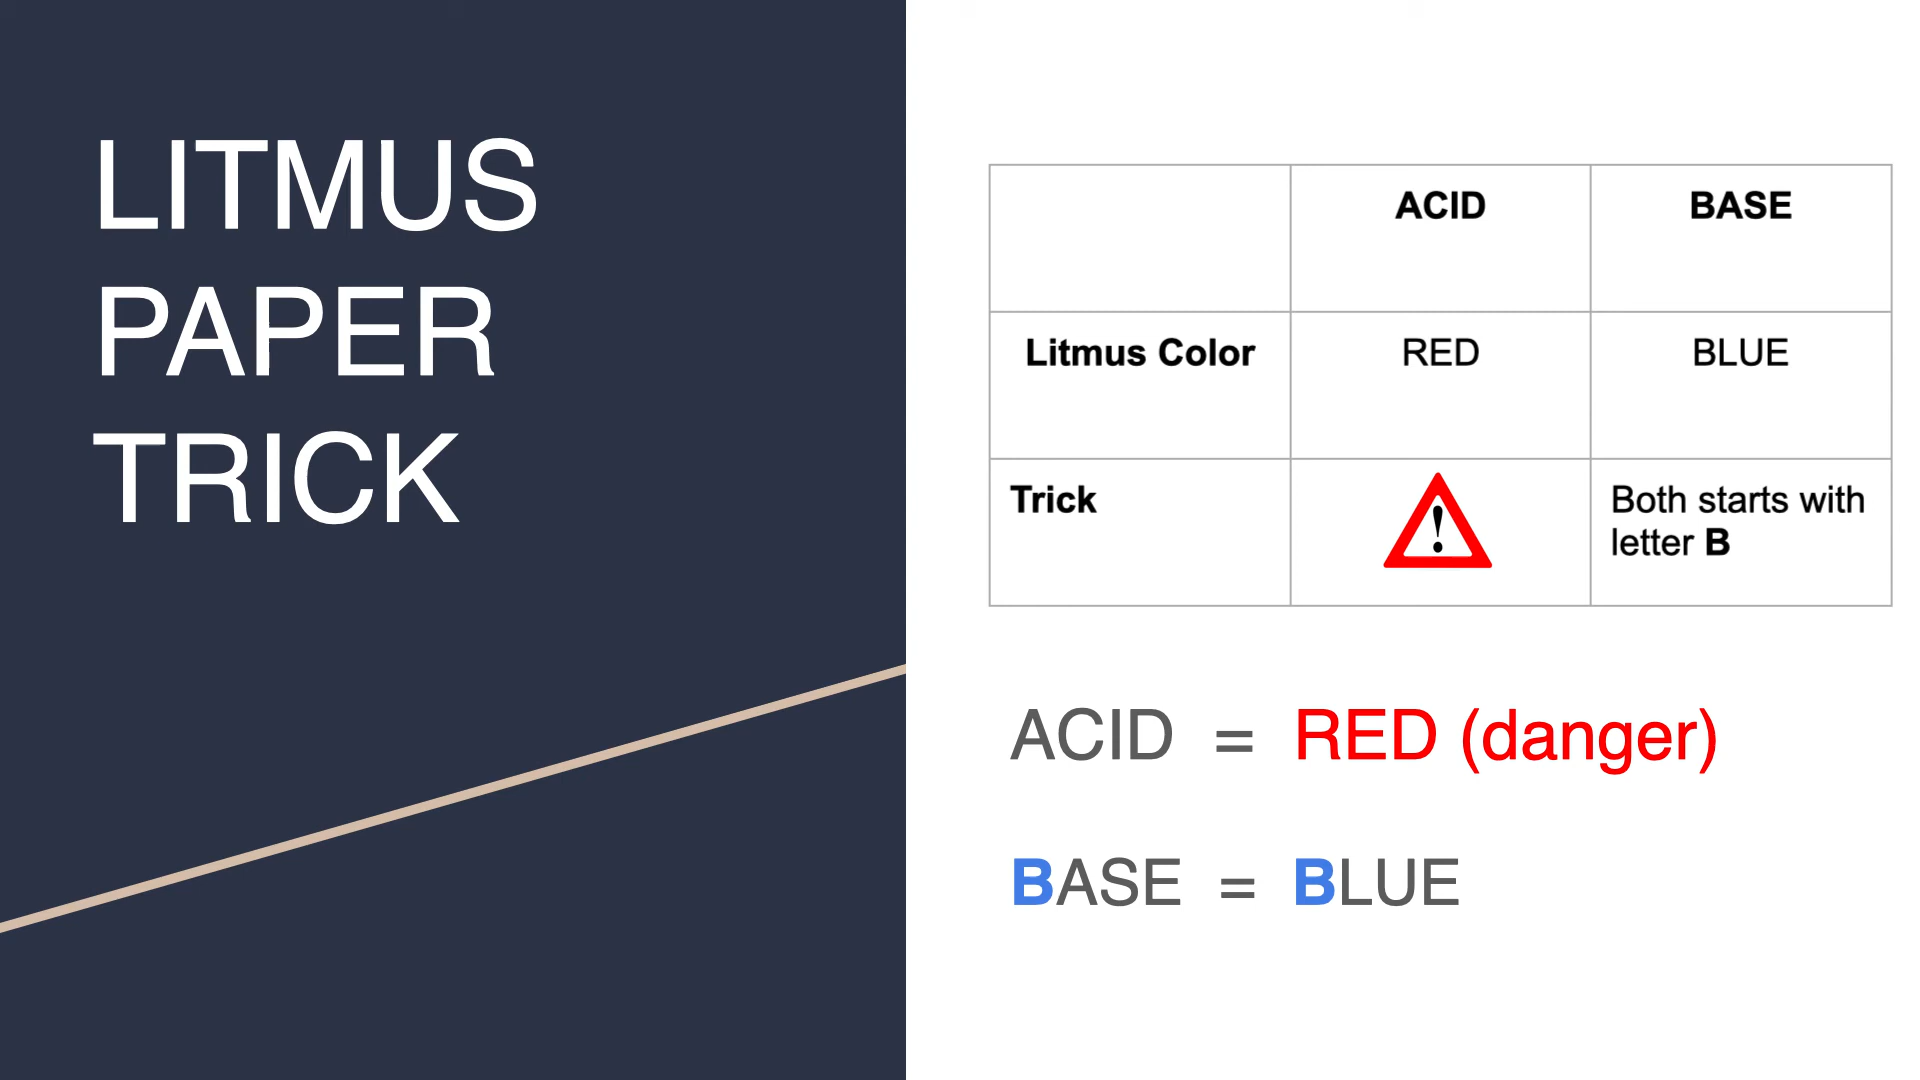 LITMUS
PAPER
TRICK
ACID BASE
Litmus Color RED BLUE
Trick ! Both starts with
letter B
ACID = RED (danger)
BASE = BLUE